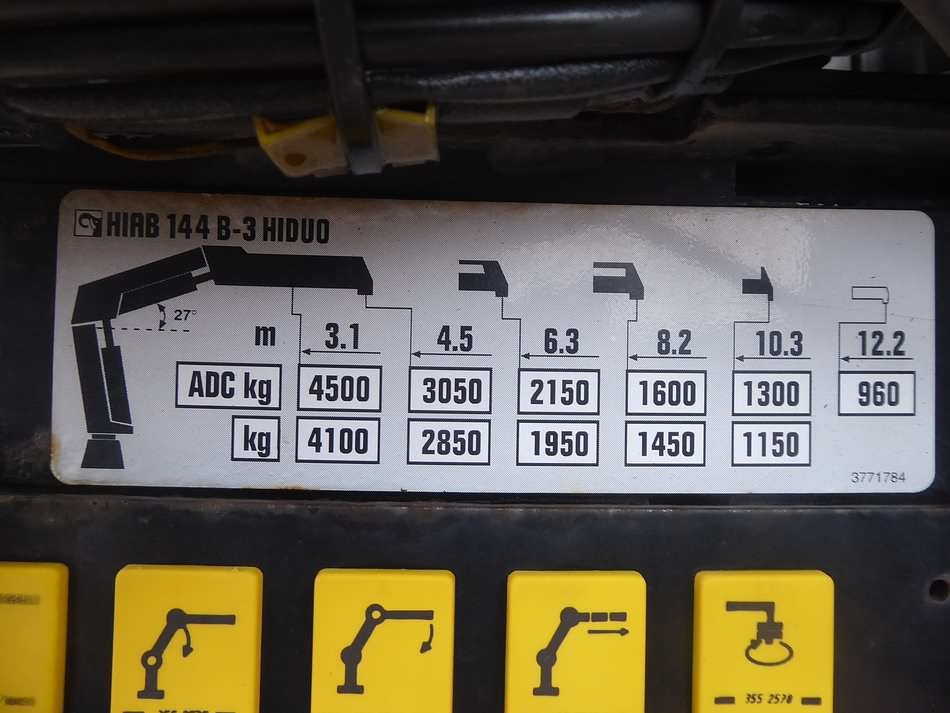 HIAB 144 B-3 HIDUO
27°
m 3.1 4.5 6.3 8.2 10.3 12.2
ADC kg 4500 3050 2150 1600 1300 960
kg 4100 2850 1950 1450 1150
3771784
355 2578